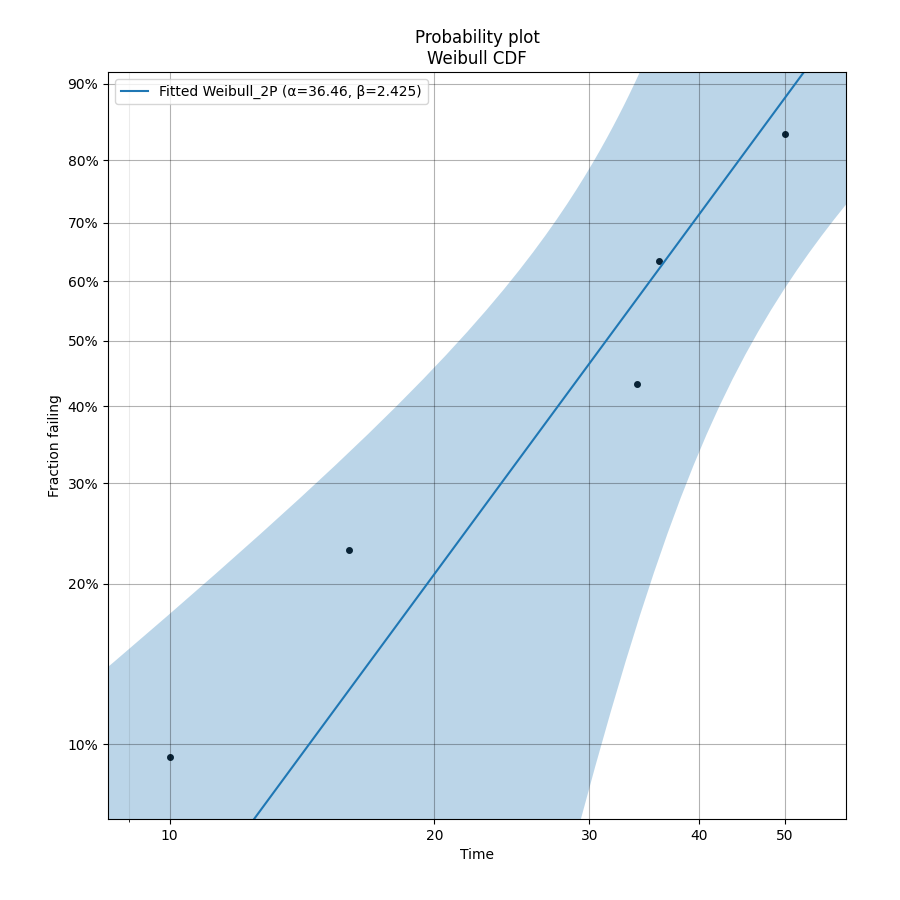 Probability plot
Weibull CDF
Fitted Weibull_2P (α=36.46, β=2.425)
90%
80%
70%
60%
50%
40%
30%
20%
10%
Fraction failing
10
20
30
40
50
Time